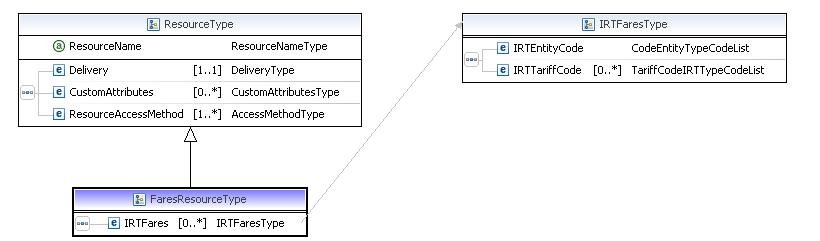 ResourceType
ResourceName ResourceNameType
Delivery [1..1] DeliveryType
CustomAttributes [0..*] CustomAttributesType
ResourceAccessMethod [1..*] AccessMethodType
IRTFaresType
IRTEntityCode CodeEntityTypeCodeList
IRTTariffCode [0..*] TariffCodeIRTTypeCodeList
FaresResourceType
IRTFares [0..*] IRTFaresType